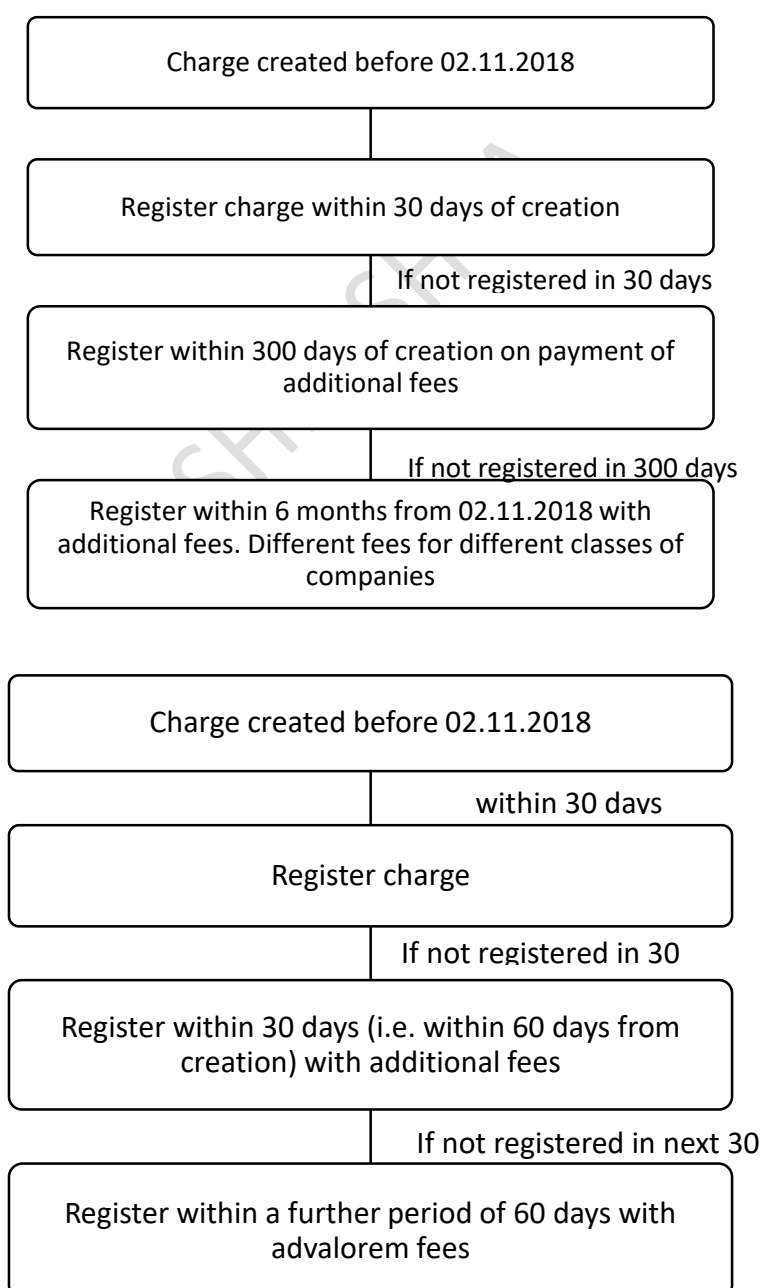 Charge created before 02.11.2018
Register charge within 30 days of creation
If not registered in 30 days
Register within 300 days of creation on payment of
additional fees
If not registered in 300 days
Register within 6 months from 02.11.2018 with
additional fees. Different fees for different classes of
companies
Charge created before 02.11.2018
within 30 days
Register charge
If not registered in 30
Register within 30 days (i.e. within 60 days from
creation) with additional fees
If not registered in next 30
Register within a further period of 60 days with
advalorem fees